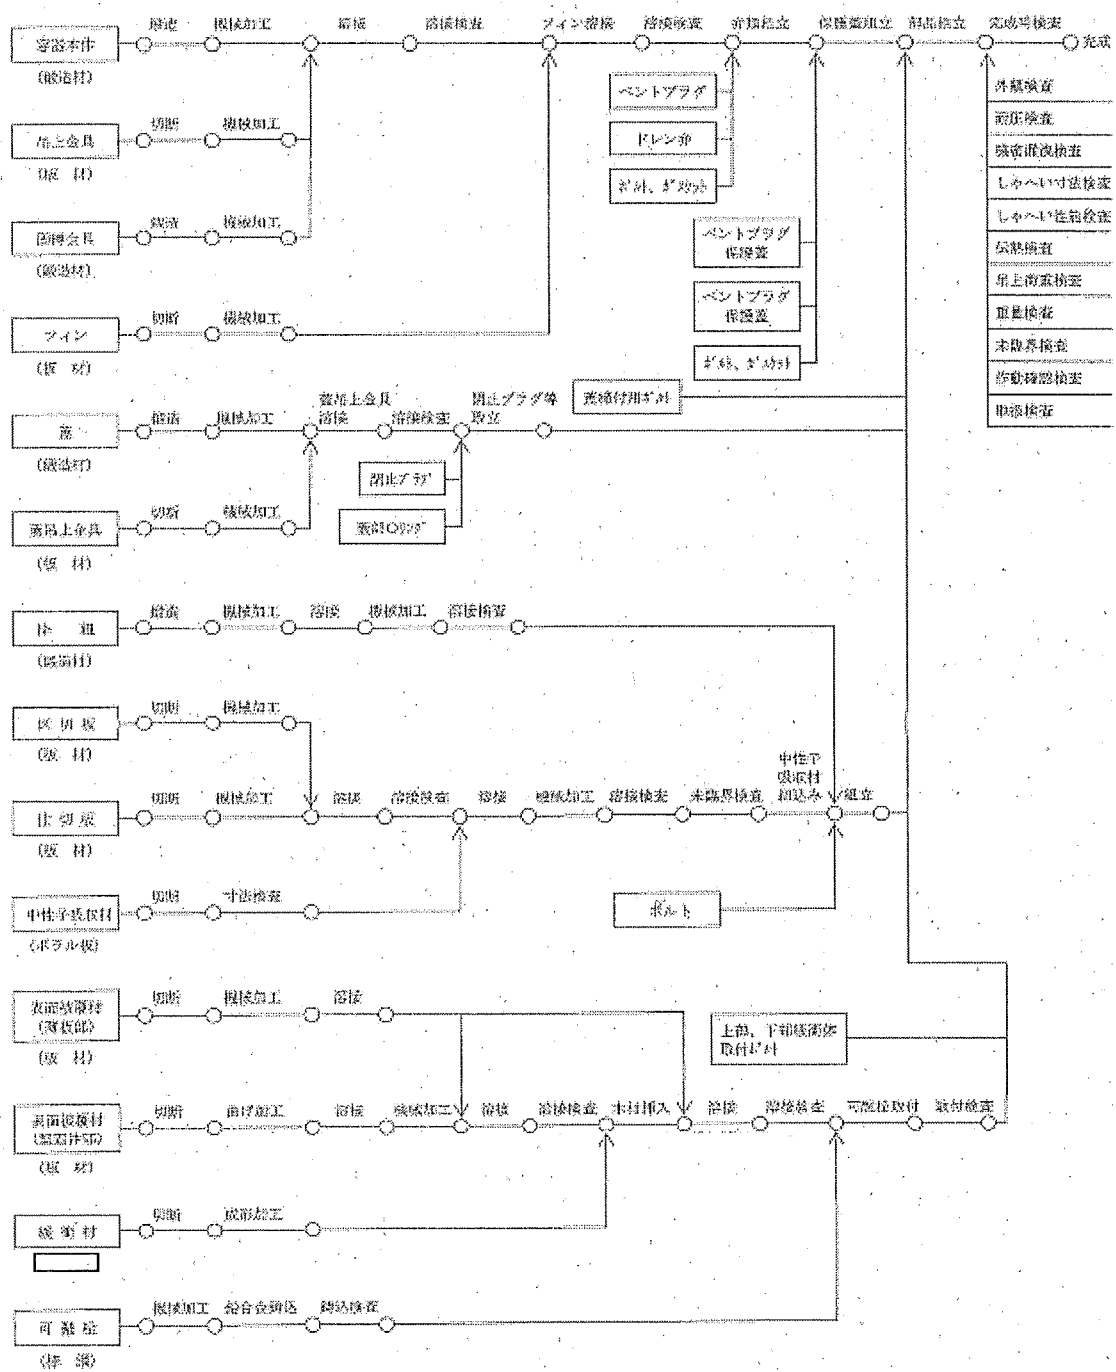 容器本体
(鍛造材)
鍛造
機械加工
溶接
溶接検査
フィン溶接
溶接検査
弁類組立
保護蓋組立
部品組立
完成時検査
完成
吊上金具
(板 材)
切断
機械加工
固縛金具
(鍛造材)
鍛造
機械加工
フィン
(板 材)
切断
機械加工
ベントプラグ
ドレン弁
ボルト、ガスケット
ベントプラグ
保護蓋
ベントプラグ
保護蓋
ボルト、ガスケット
蓋締付用ボルト
外観検査
耐圧検査
気密漏洩検査
しゃへい寸法検査
しゃへい性能検査
伝熱検査
吊上荷重検査
重量検査
未臨界検査
作動確認検査
取扱検査
蓋
(鍛造材)
鍛造
機械加工
蓋吊上金具
溶接
溶接検査
閉止プラグ等
取立
閉止プラグ
蓋部Oリング
蓋吊上金具
(板 材)
切断
機械加工
(鍛造材)
鍛造
機械加工
溶接
機械加工
溶接検査
区切板
(板 材)
切断
機械加工
仕切板
(板 材)
切断
機械加工
溶接
溶接検査
溶接
機械加工
溶接検査
未臨界検査
中性子
吸収材
組込み
組立
中性子吸収材
(ボラル板)
切断
寸法検査
ボルト
表面被覆材
(薄板部)
(板 材)
切断
機械加工
溶接
上部、下部緩衝体
取付ボルト
表面被覆材
(板 材)
切断
曲げ加工
溶接
機械加工
溶接
溶接検査
木材挿入
溶接
溶接検査
可融栓取付
取付検査
緩衝材
切断
成形加工
可融栓
機械加工
鋳込検査